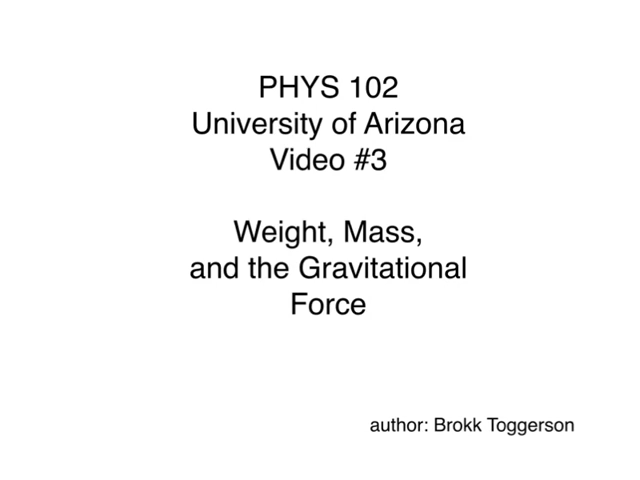 PHYS 102
University of Arizona
Video #3
Weight, Mass,
and the Gravitational
Force
author: Brokk Toggerson